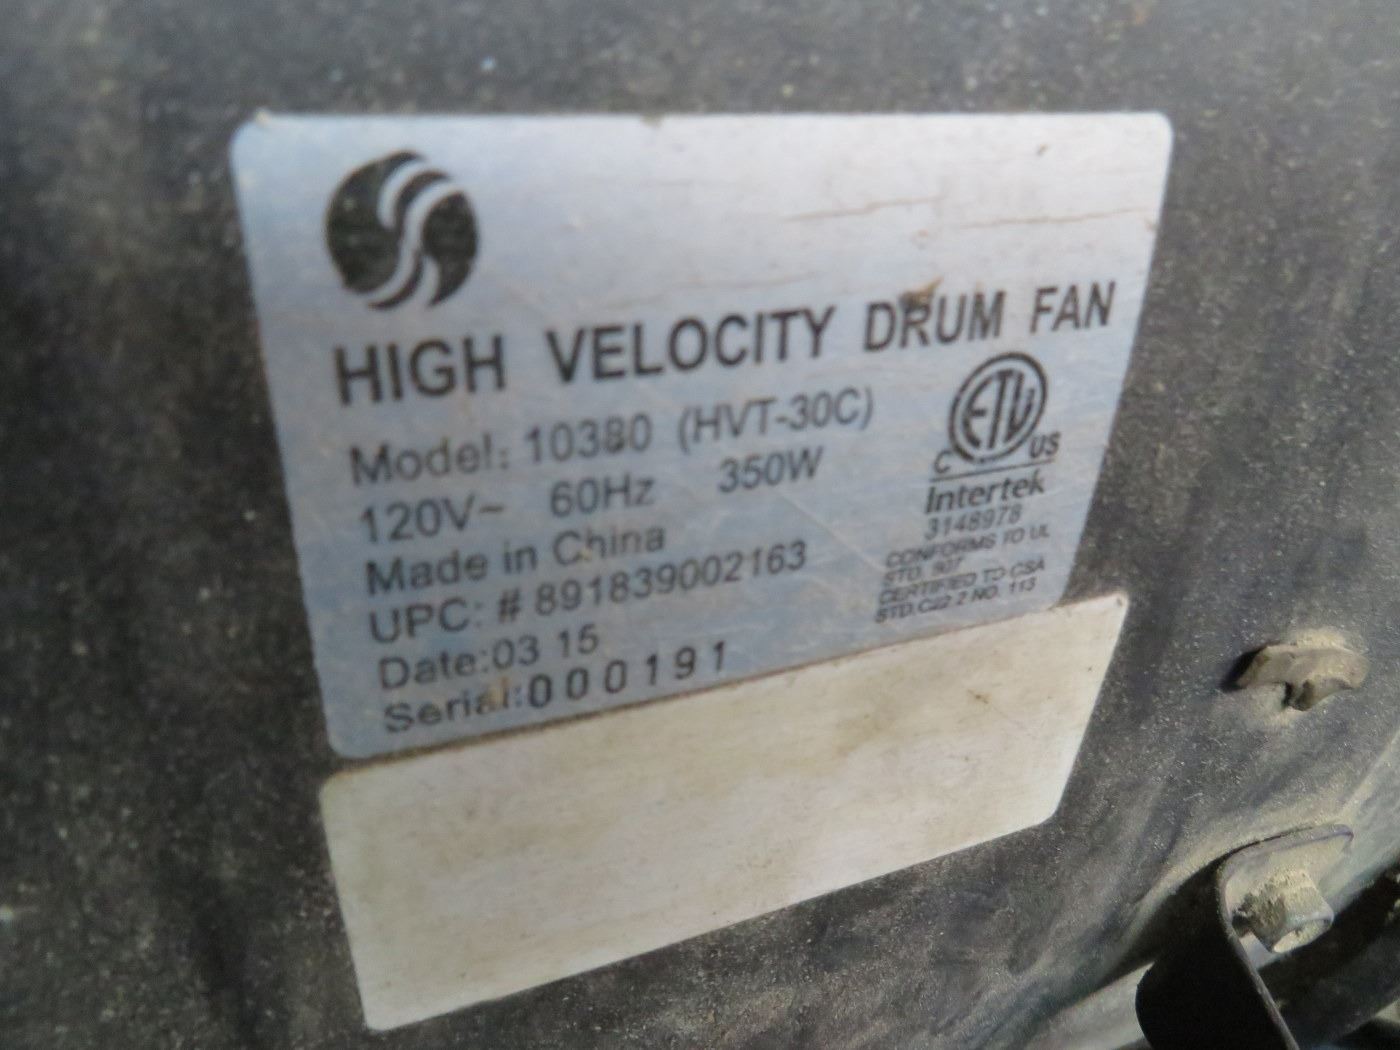 HIGH VELOCITY DRUM FAN
Model: 10380 (HVT-30C)
120V~ 60Hz 350W
Made in China
UPC: # 891839002163
Date:03 15
Serial:000191
ETL
C US
Intertek
3148978
CONFORMS TO UL
STD. 507
CERTIFIED TO CSA
STD.C22.2 NO. 113